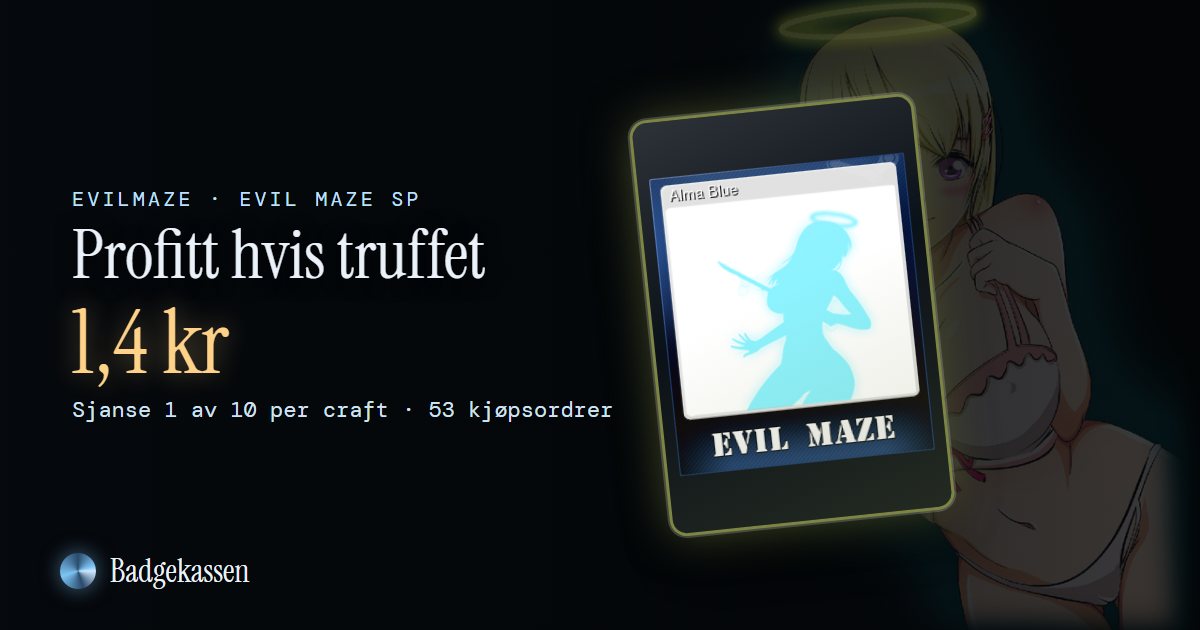 EVILMAZE · EVIL MAZE SP
Profitt hvis truffet
1,4 kr
Sjanse 1 av 10 per craft · 53 kjøpsordrer
Badgekassen
Alma Blue
EVIL MAZE